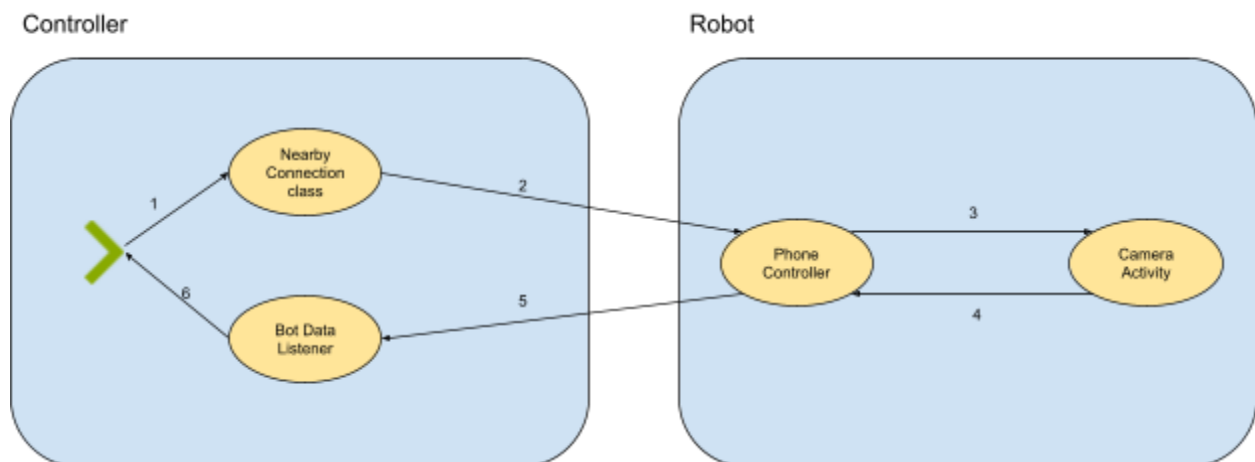 Controller
Robot
Nearby
Connection
class
1
2
3
Phone
Controller
Camera
Activity
6
5
4
Bot Data
Listener